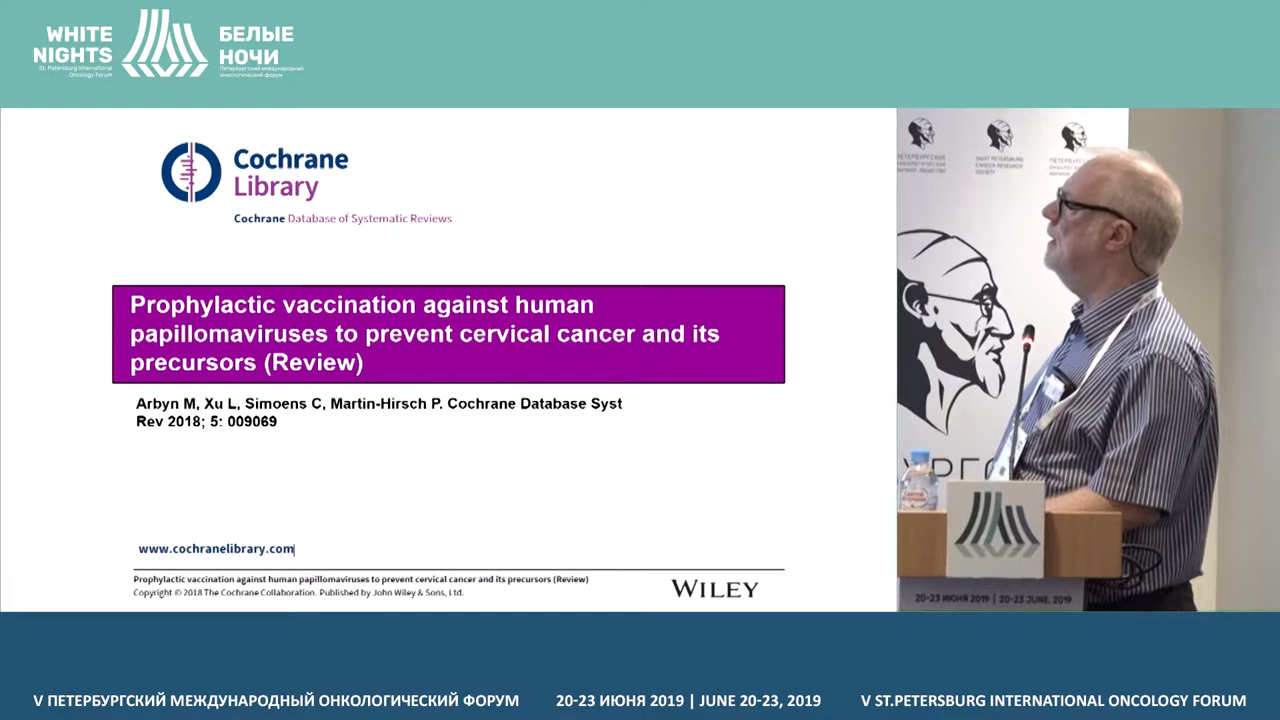 WHITE
NIGHTS
St. Petersburg International
Oncology Forum
БЕЛЫЕ
НОЧИ
Петербургский международный
онкологический форум
Cochrane
Library
Cochrane Database of Systematic Reviews
Prophylactic vaccination against human
papillomaviruses to prevent cervical cancer and its
precursors (Review)
Arbyn M, Xu L, Simoens C, Martin-Hirsch P. Cochrane Database Syst
Rev 2018; 5: 009069
www.cochranelibrary.com
Prophylactic vaccination against human papillomaviruses to prevent cervical cancer and its precursors (Review)
Copyright © 2018 The Cochrane Collaboration. Published by John Wiley & Sons, Ltd.
WILEY
SAINT PETERSBURG
CANCER RESEARCH
SOCIETY
20-23 ИЮНЯ 2019 | 20-23 JUNE, 2019
V ПЕТЕРБУРГСКИЙ МЕЖДУНАРОДНЫЙ ОНКОЛОГИЧЕСКИЙ ФОРУМ
20-23 ИЮНЯ 2019 | JUNE 20-23, 2019
V ST.PETERSBURG INTERNATIONAL ONCOLOGY FORUM